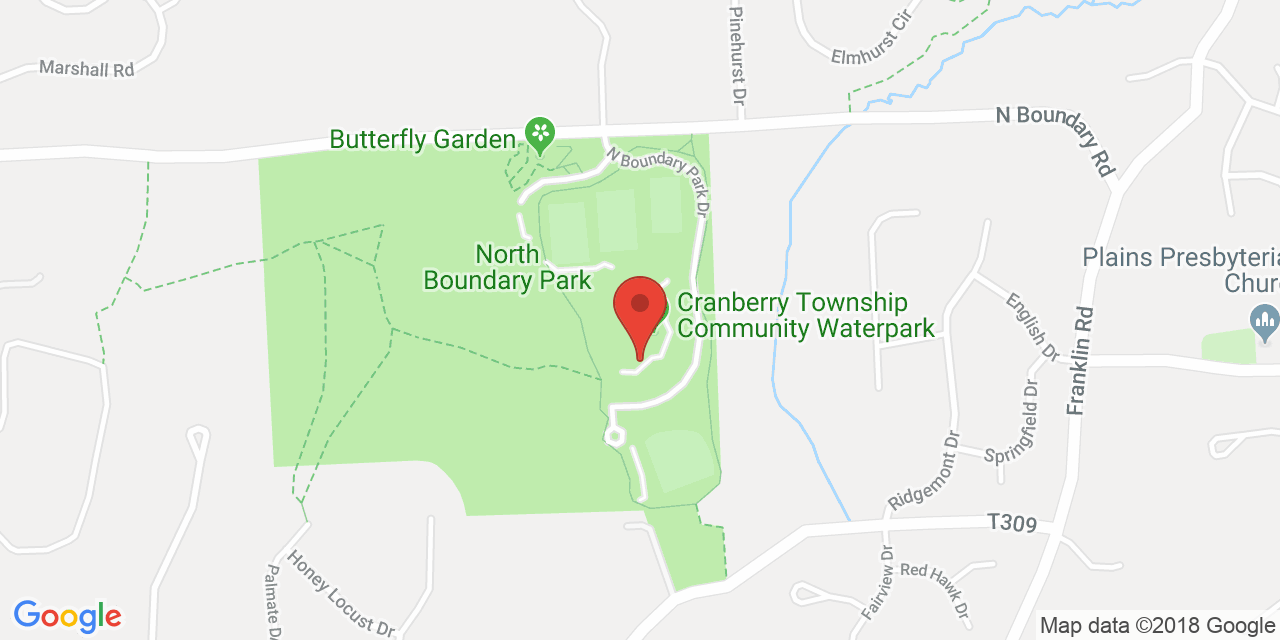 Pinehurst Dr
Elmhurst Cir
Marshall Rd
N Boundary Rd
Butterfly Garden
N Boundary Park Dr
North
Boundary Park
Plains Presbyteria
Churc
Cranberry Township
Community Waterpark
English Dr
Franklin Rd
Springfield Dr
Ridgemont Dr
T309
Honey Locust Dr
Palmate D
Fairview Dr
Red Hawk Dr
Google
Map data ©2018 Google